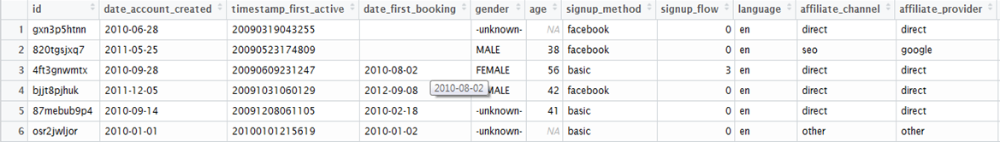 id date_account_created timestamp_first_active date_first_booking gender age signup_method signup_flow language affiliate_channel affiliate_provider
1 gxn3p5htnn 2010-06-28 20090319043255 -unknown- NA facebook 0 en direct direct
2 820tgsjxq7 2011-05-25 20090523174809 MALE 38 facebook 0 en seo google
3 4ft3gnwmtx 2010-09-28 20090609231247 2010-08-02 FEMALE 56 basic 3 en direct direct
4 bjjt8pjhuk 2011-12-05 20091031060129 2012-09-08 2010-08-02 MALE 42 facebook 0 en direct direct
5 87mebub9p4 2010-09-14 20091208061105 2010-02-18 -unknown- 41 basic 0 en direct direct
6 osr2jwljor 2010-01-01 20100101215619 2010-01-02 -unknown- NA basic 0 en other other